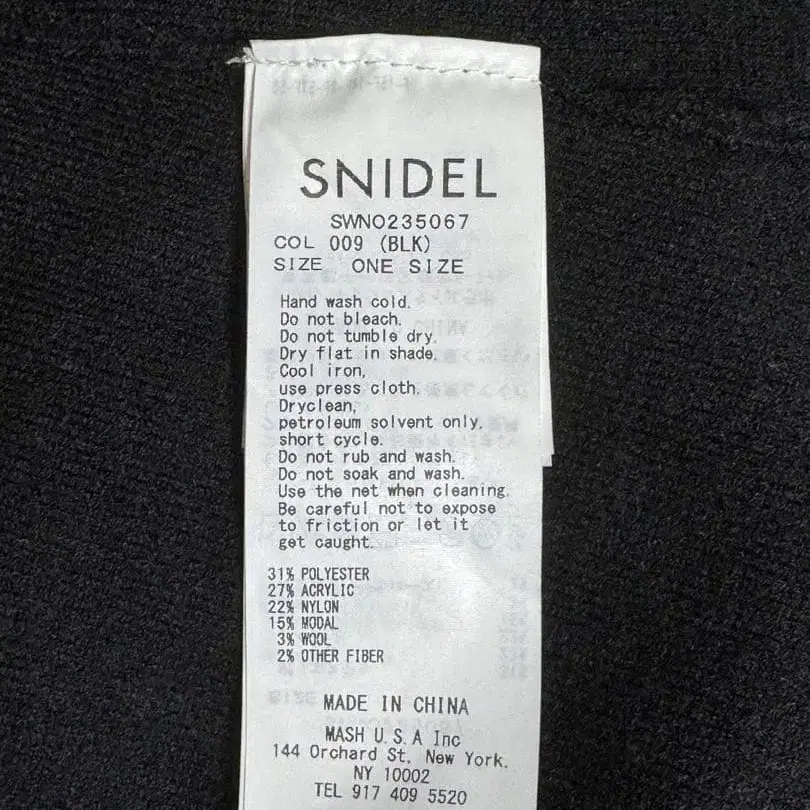 SNIDEL
SWNO235067
COL 009 (BLK)
SIZE ONE SIZE
Hand wash cold.
Do not bleach.
Do not tumble dry.
Dry flat in shade.
Cool iron,
use press cloth.
Dryclean,
petroleum solvent only.
short cycle.
Do not rub and wash.
Do not soak and wash.
Use the net when cleaning.
Be careful not to expose
to friction or let it
get caught.
31% POLYESTER
27% ACRYLIC
22% NYLON
15% MODAL
3% WOOL
2% OTHER FIBER
MADE IN CHINA
MASH U.S.A Inc
144 Orchard St, New York.
NY 10002
TEL 917 409 5520